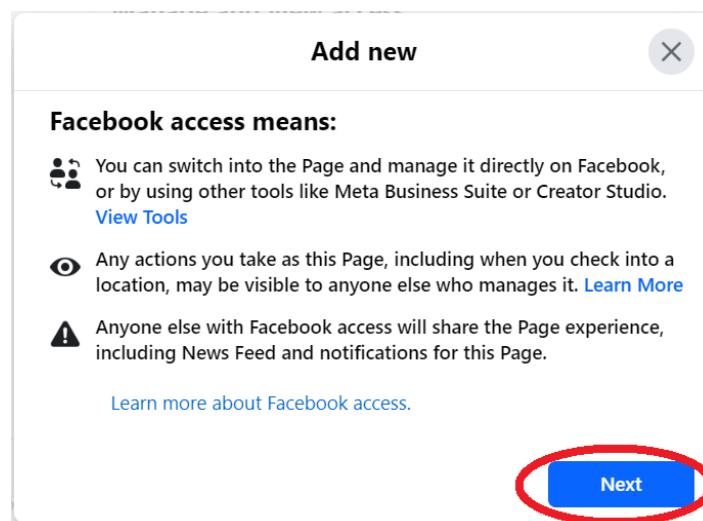 Add new
Facebook access means:
You can switch into the Page and manage it directly on Facebook,
or by using other tools like Meta Business Suite or Creator Studio.
View Tools
Any actions you take as this Page, including when you check into a
location, may be visible to anyone else who manages it. Learn More
Anyone else with Facebook access will share the Page experience,
including News Feed and notifications for this Page.
Learn more about Facebook access.
Next